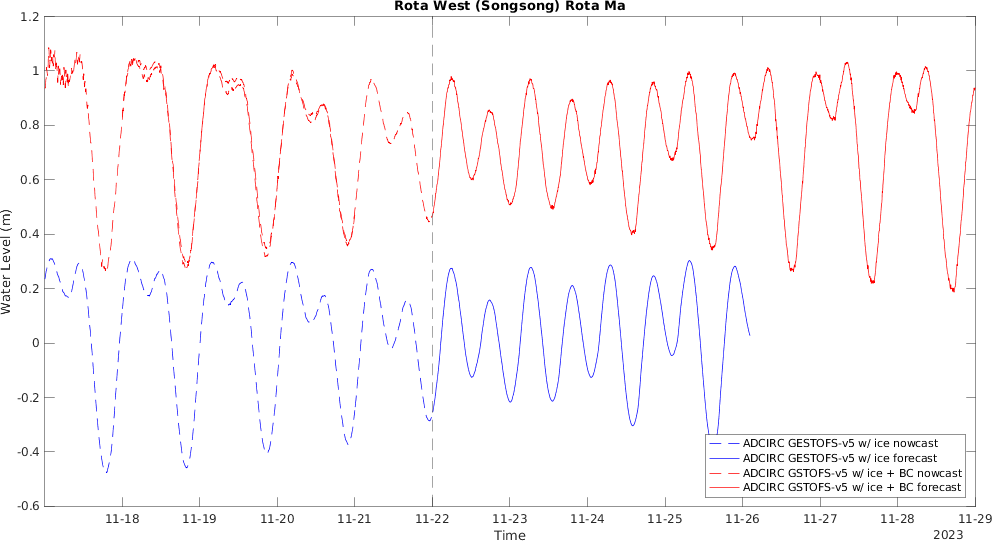 Rota West (Songsong) Rota Ma
1.2
1
0.8
0.6
0.4
0.2
0
-0.2
-0.4
-0.6
Water Level (m)
11-18 11-19 11-20 11-21 11-22 11-23 11-24 11-25 11-26 11-27 11-28 11-29
Time
2023
ADCIRC GESTOFS-v5 w/ ice nowcast
ADCIRC GESTOFS-v5 w/ ice forecast
ADCIRC GSTOFS-v5 w/ ice + BC nowcast
ADCIRC GSTOFS-v5 w/ ice + BC forecast